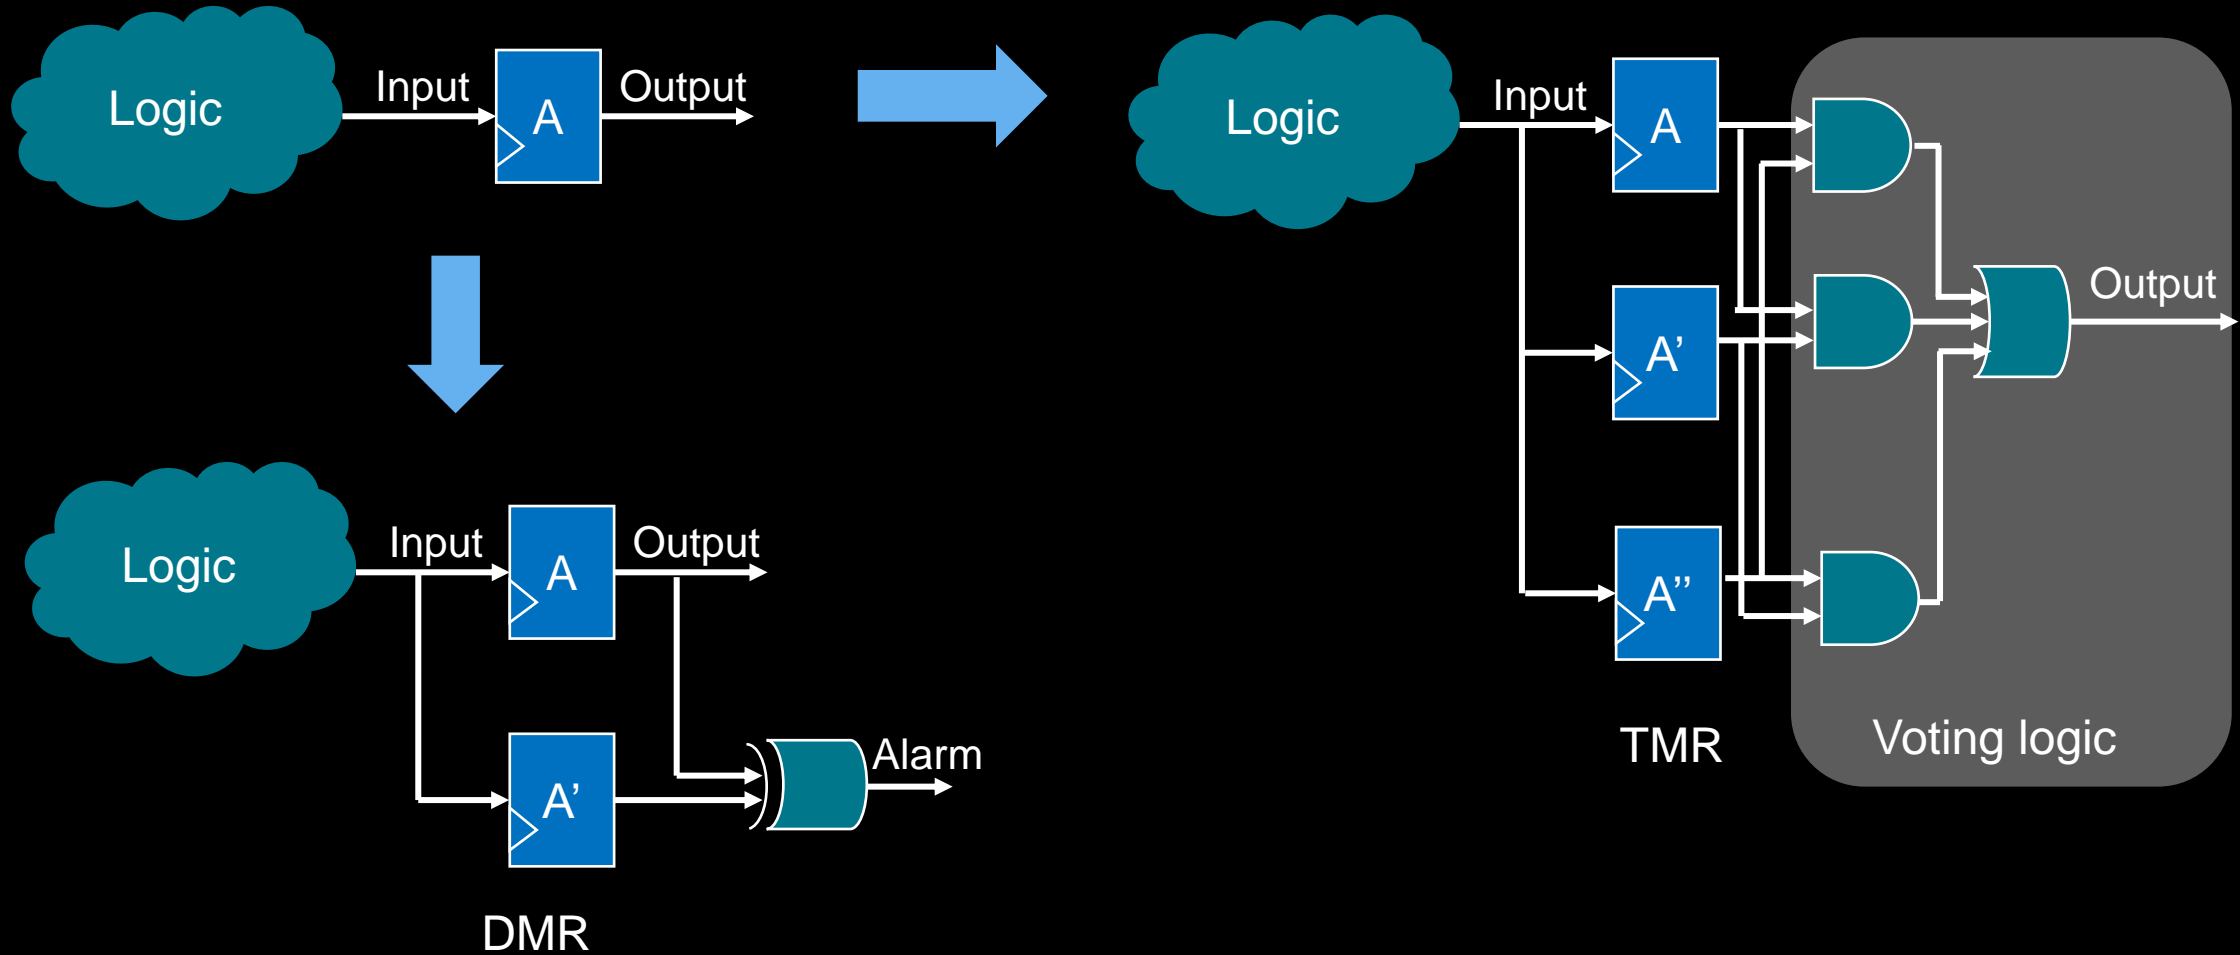 Logic
Input
A
Output
Logic
Input
A
A’
A’’
Output
TMR
Voting logic
Logic
Input
A
Output
A’
Alarm
DMR